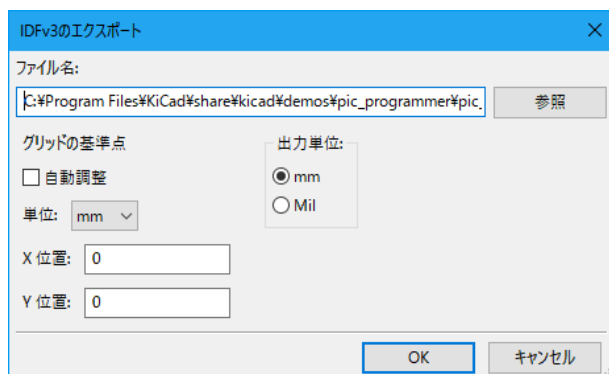 IDFv3のエクスポート
ファイル名:
C:¥Program Files¥KiCad¥share¥kicad¥demos¥pic_programmer¥pic_
参照
グリッドの基準点
出力単位:
自動調整
mm
Mil
単位: mm
X 位置: 0
Y 位置: 0
OK
キャンセル